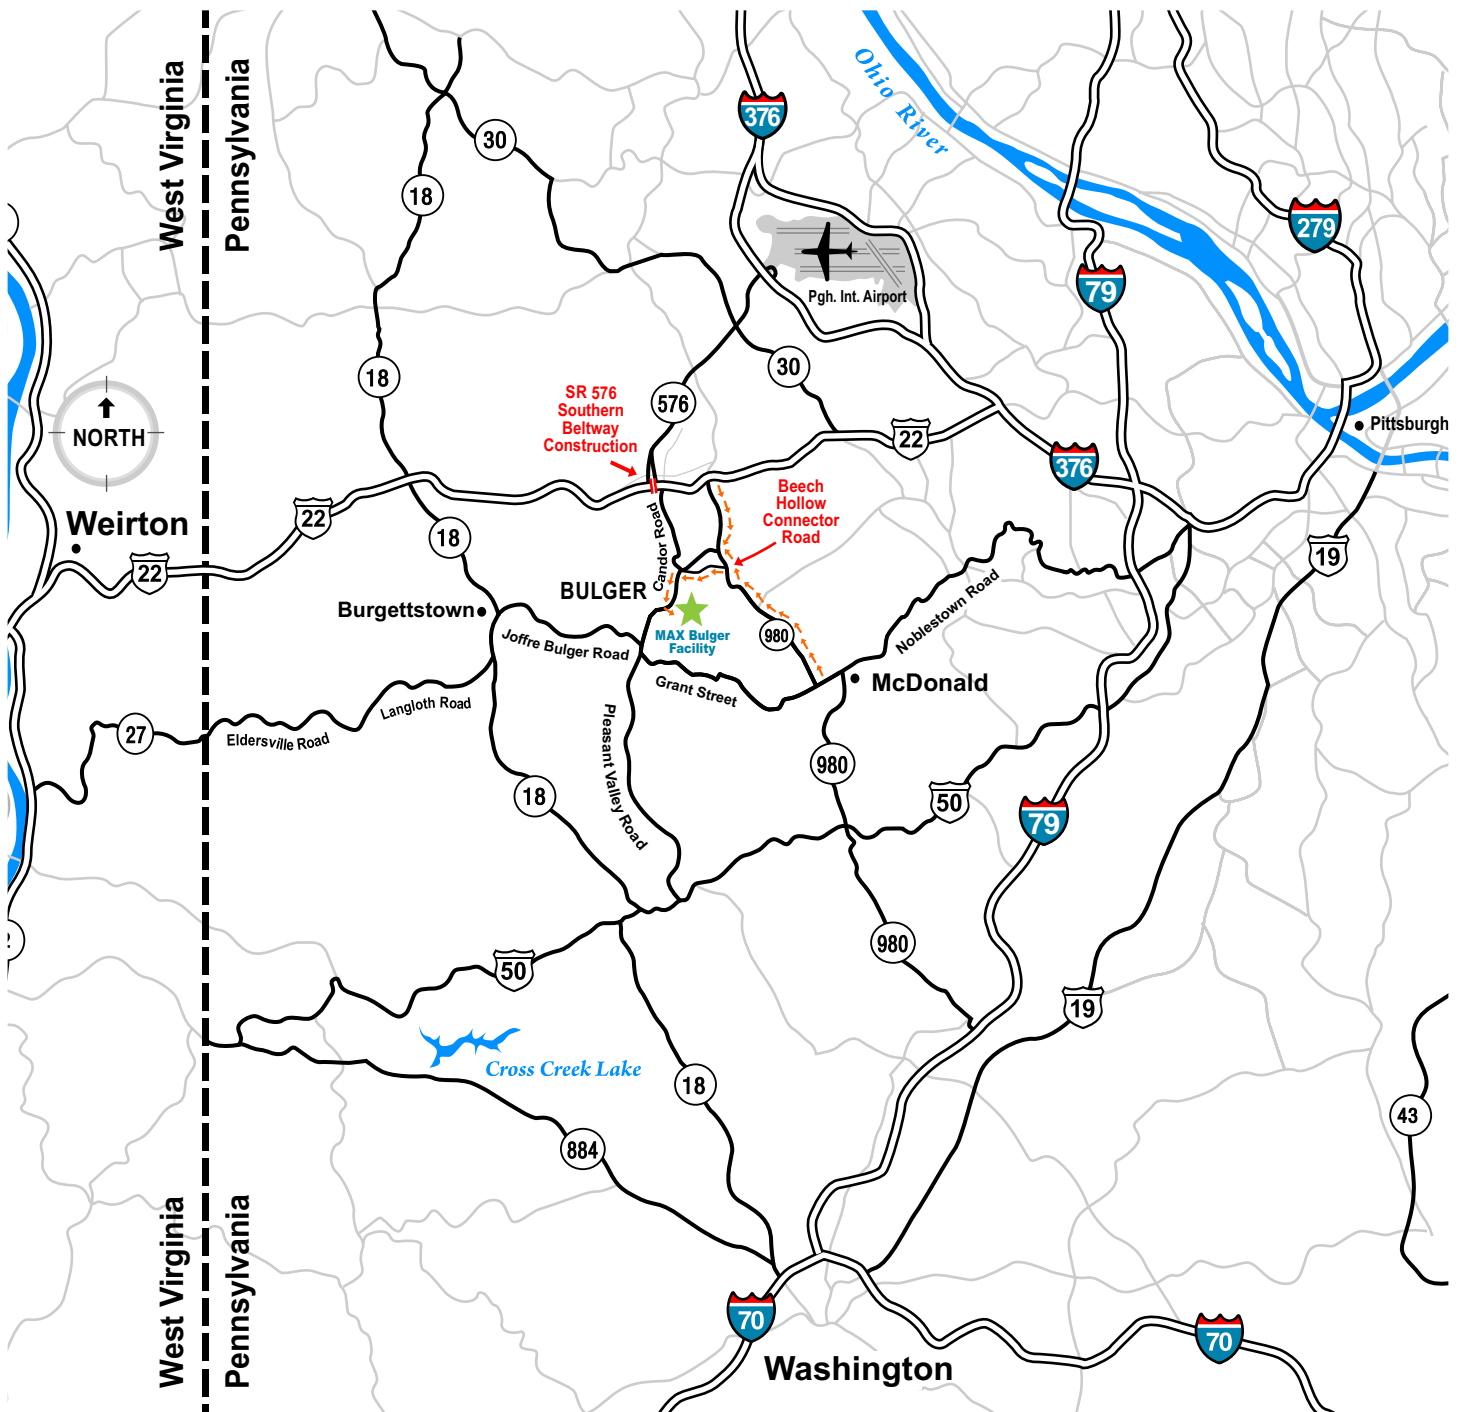 West Virginia
Pennsylvania
376
Ohio River
30
18
279
79
Pgh. Int. Airport
30
18
SR 576
Southern
Beltway
Construction
576
22
Pittsburgh
NORTH
376
Beech
Hollow
Connector
Road
22
Weirton
Candor Road
18
19
22
BULGER
Noblestown Road
Burgettstown
MAX Bulger
Facility
980
Joffre Bulger Road
Grant Street
McDonald
Langloth Road
27
Eldersville Road
Pleasant Valley Road
980
18
50
79
980
50
19
Cross Creek Lake
18
43
884
West Virginia
Pennsylvania
70
70
Washington